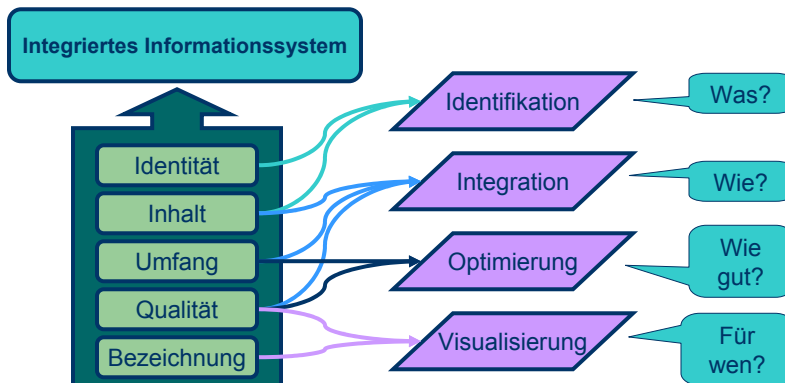 Integriertes Informationssystem
Identität
Inhalt
Umfang
Qualität
Bezeichnung
Identifikation
Integration
Optimierung
Visualisierung
Was?
Wie?
Wie
gut?
Für
wen?